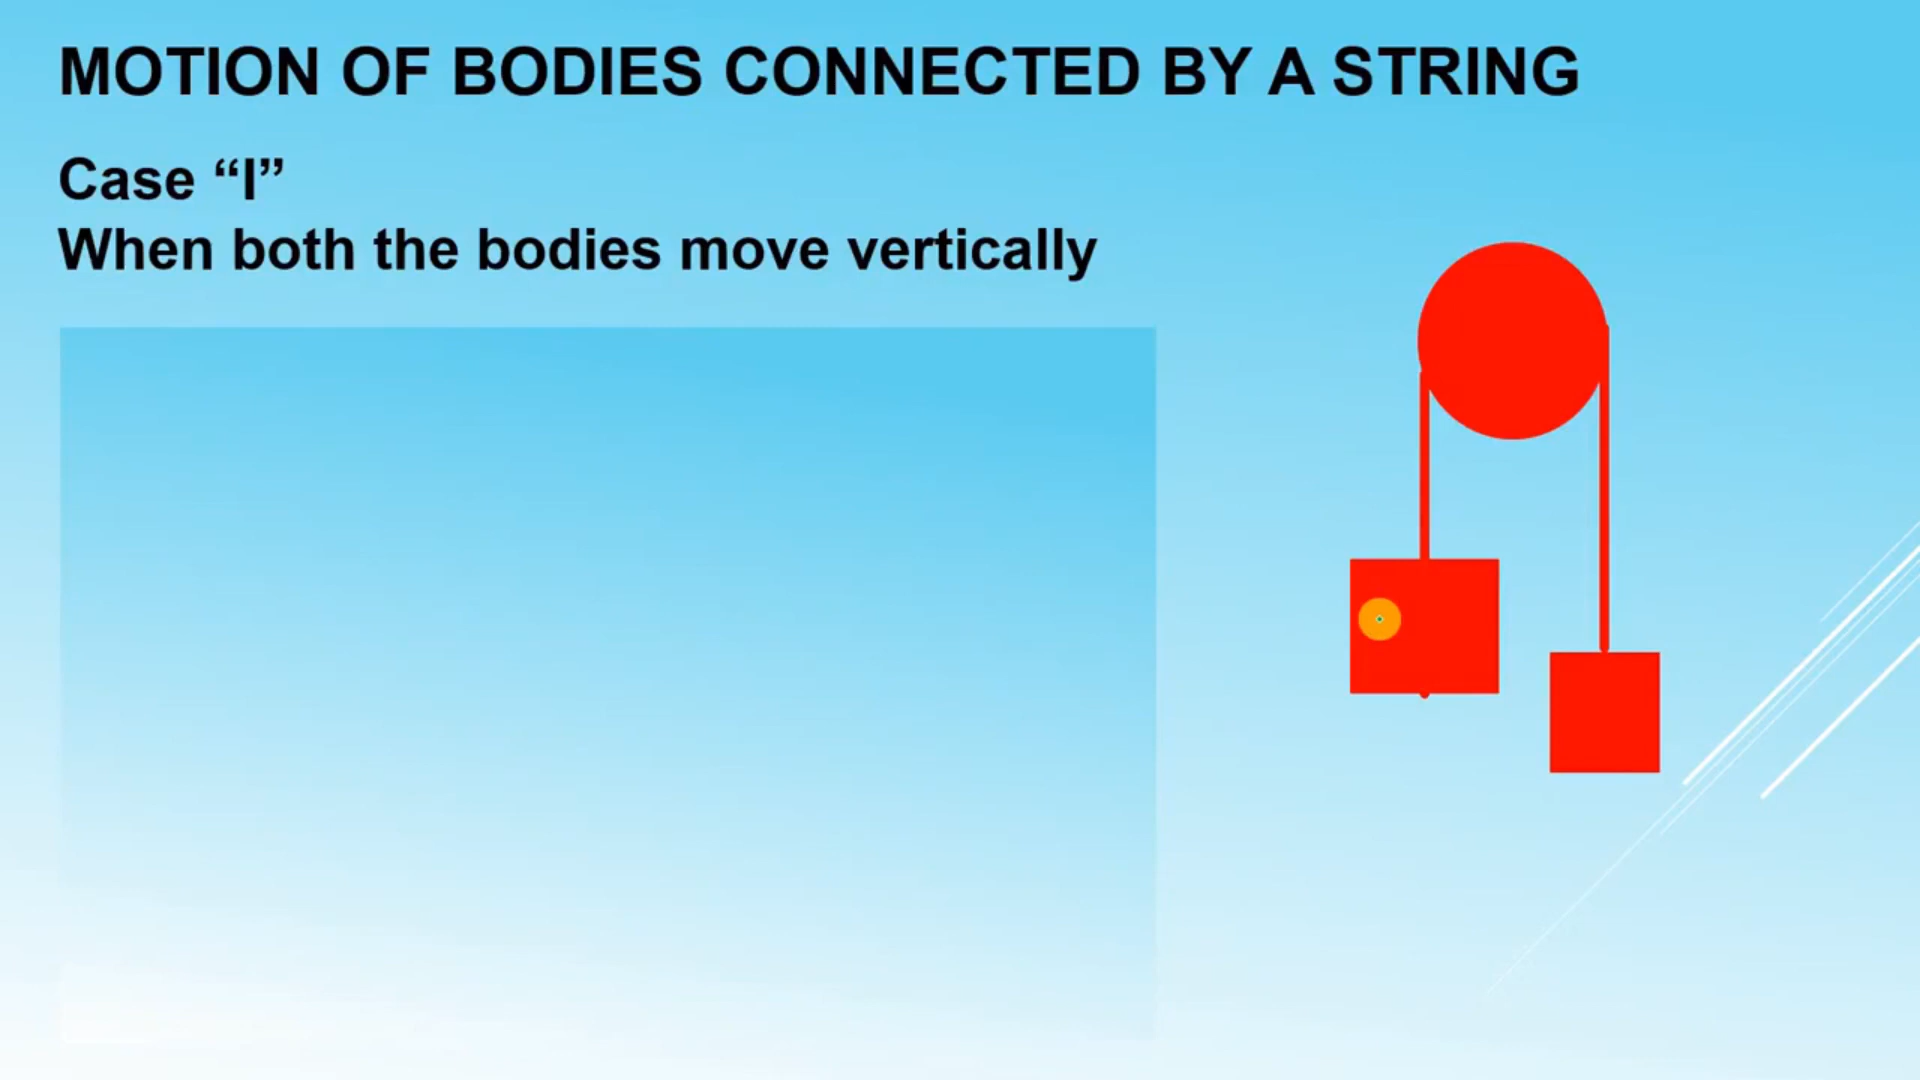 MOTION OF BODIES CONNECTED BY A STRING
Case “I”
When both the bodies move vertically